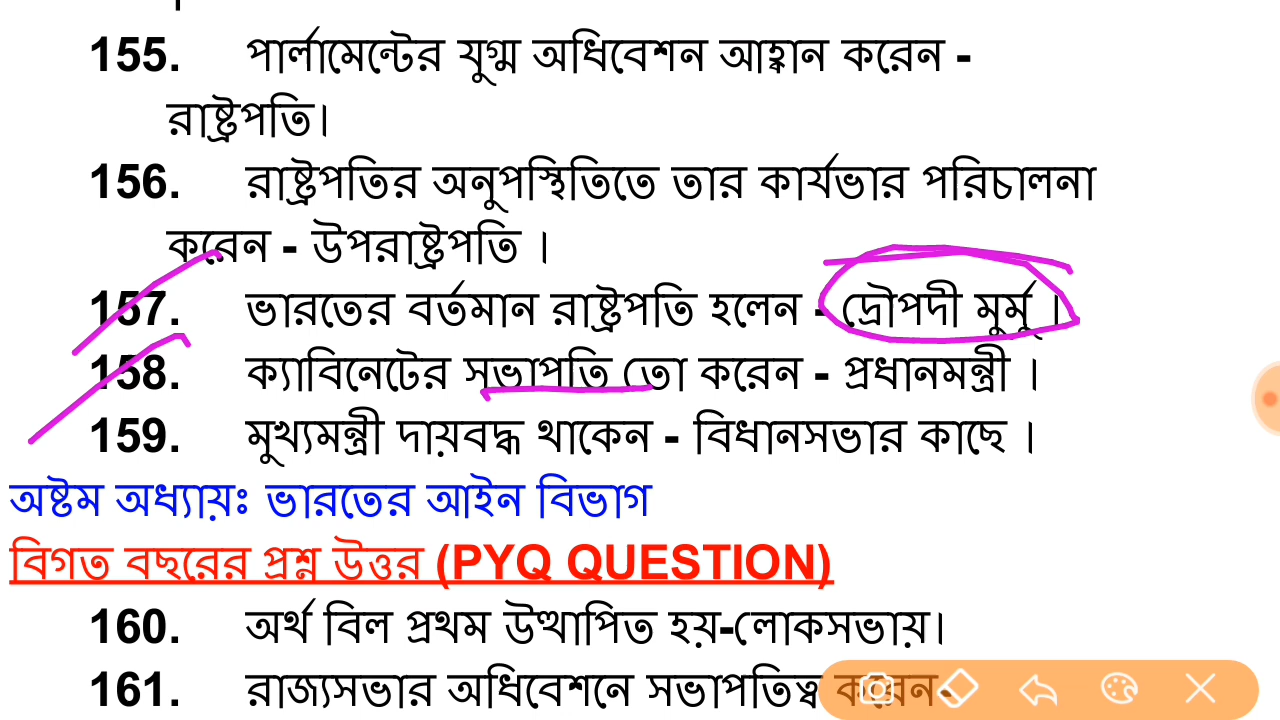 155. পার্লামেন্টের যুগ্ম অধিবেশন আহ্বান করেন -
রাষ্ট্রপতি।
156. রাষ্ট্রপতির অনুপস্থিতিতে তার কার্যভার পরিচালনা
করেন - উপরাষ্ট্রপতি ।
157. ভারতের বর্তমান রাষ্ট্রপতি হলেন - দ্রৌপদী মুর্মু ।
158. ক্যাবিনেটের সভাপতি তো করেন - প্রধানমন্ত্রী ।
159. মুখ্যমন্ত্রী দায়বদ্ধ থাকেন - বিধানসভার কাছে ।
অষ্টম অধ্যায়ঃ ভারতের আইন বিভাগ
বিগত বছরের প্রশ্ন উত্তর (PYQ QUESTION)
160. অর্থ বিল প্রথম উত্থাপিত হয়-লোকসভায়।
161. রাজ্যসভার অধিবেশনে সভাপতিত্ব করেন-